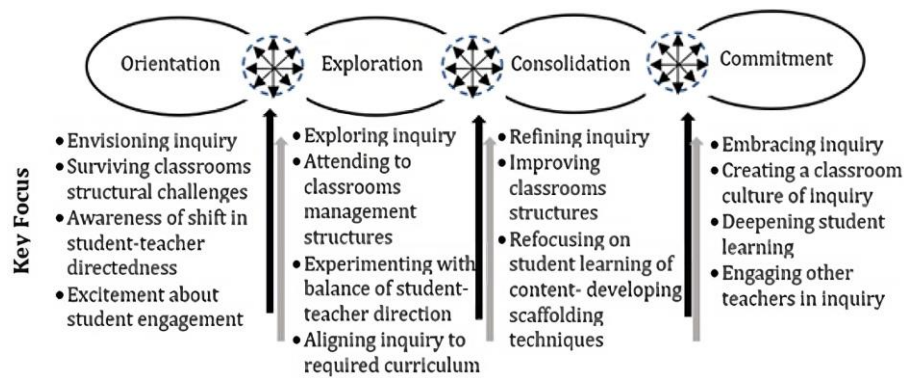 Orientation
Exploration
Consolidation
Commitment
Key Focus
• Envisioning inquiry
• Surviving classrooms
structural challenges
• Awareness of shift in
student-teacher
directedness
• Excitement about
student engagement
• Exploring inquiry
• Attending to
classrooms
management
structures
• Experimenting with
balance of student-
teacher direction
• Aligning inquiry to
required curriculum
• Refining inquiry
• Improving
classrooms
structures
• Refocusing on
student learning of
content- developing
scaffolding
techniques
• Embracing inquiry
• Creating a classroom
culture of inquiry
• Deepening student
learning
• Engaging other
teachers in inquiry